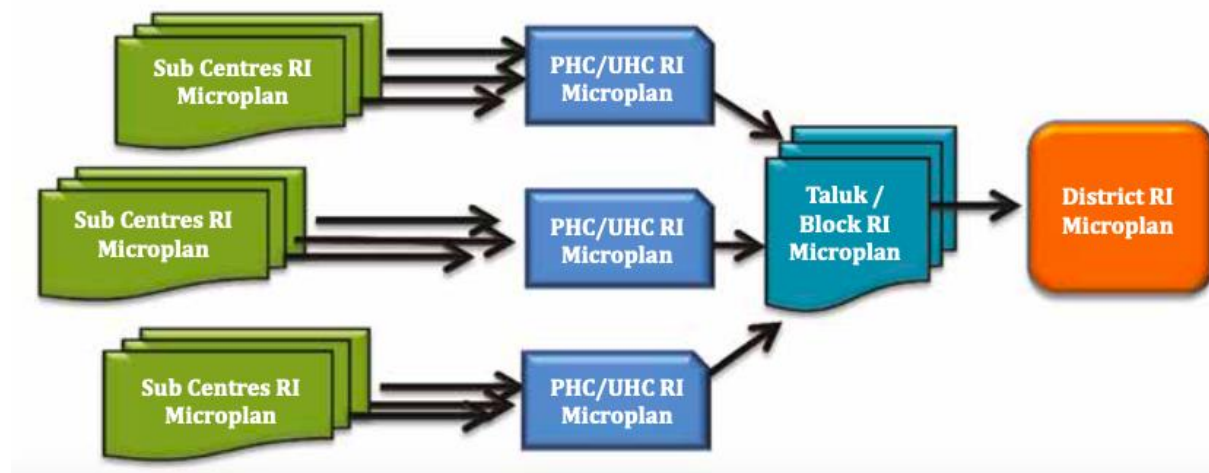 Sub Centres RI
Microplan
PHC/UHC RI
Microplan
Sub Centres RI
Microplan
PHC/UHC RI
Microplan
Taluk /
Block RI
Microplan
District RI
Microplan
Sub Centres RI
Microplan
PHC/UHC RI
Microplan